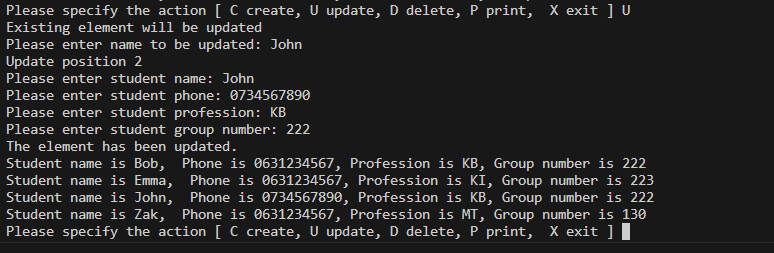 Please specify the action [ C create, U update, D delete, P print,  X exit ] U
Existing element will be updated
Please enter name to be updated: John
Update position 2
Please enter student name: John
Please enter student phone: 0734567890
Please enter student profession: KB
Please enter student group number: 222
The element has been updated.
Student name is Bob,  Phone is 0631234567, Profession is KB, Group number is 222
Student name is Emma,  Phone is 0631234567, Profession is KI, Group number is 223
Student name is John,  Phone is 0734567890, Profession is KB, Group number is 222
Student name is Zak,  Phone is 0631234567, Profession is MT, Group number is 130
Please specify the action [ C create, U update, D delete, P print,  X exit ]